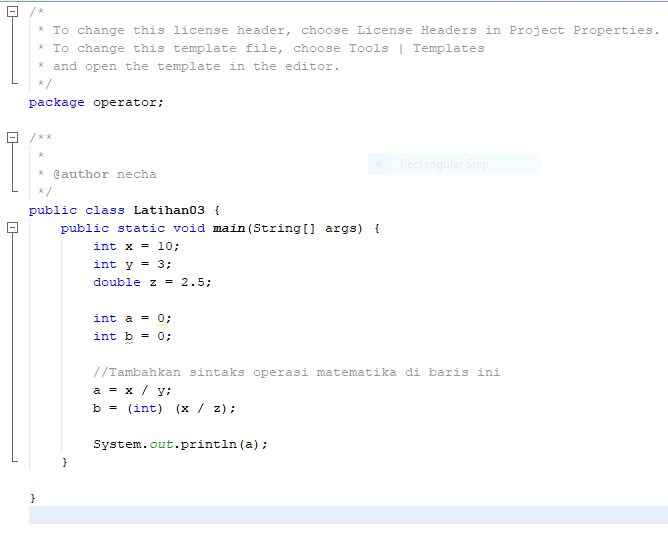 /*
 * To change this license header, choose License Headers in Project Properties.
 * To change this template file, choose Tools | Templates
 * and open the template in the editor.
 */
package operator;

/**
 *
 * @author necha
 */
public class Latihan03 {
    public static void main(String[] args) {
        int x = 10;
        int y = 3;
        double z = 2.5;

        int a = 0;
        int b = 0;

        //Tambahkan sintaks operasi matematika di baris ini
        a = x / y;
        b = (int) (x / z);

        System.out.println(a);
    }

}
Rectangular Snip